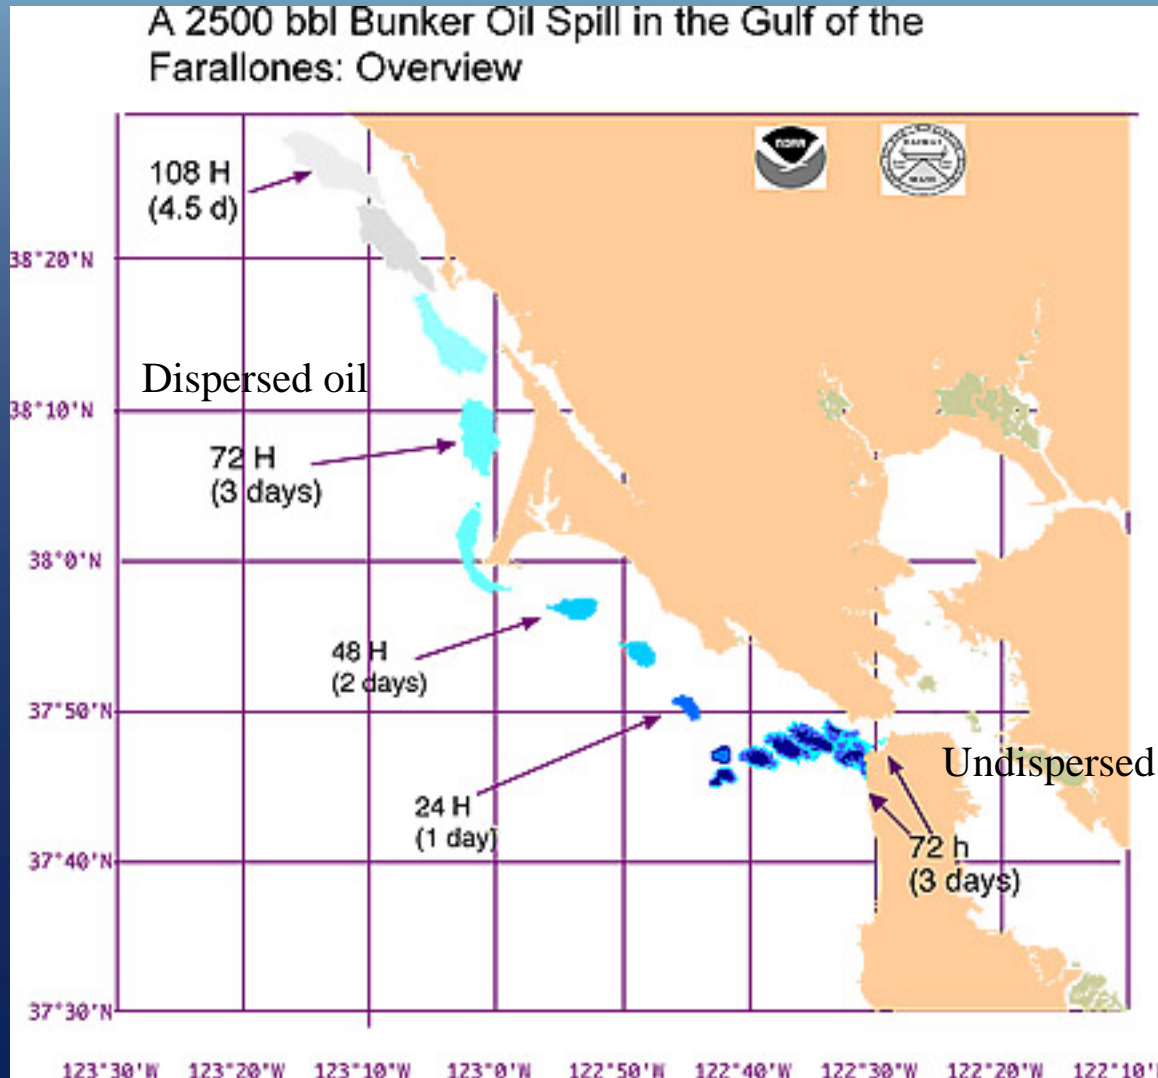 A 2500 bbl Bunker Oil Spill in the Gulf of the
Farallones: Overview
108 H
(4.5 d)
38°20'N
Dispersed oil
38°10'N
72 H
(3 days)
38°0'N
48 H
(2 days)
37°50'N
Undispersed
24 H
(1 day)
72 h
(3 days)
37°40'N
37°30'N
123°30'W 123°20'W 123°10'W 123°0'W 122°50'W 122°40'W 122°30'W 122°20'W 122°10'W